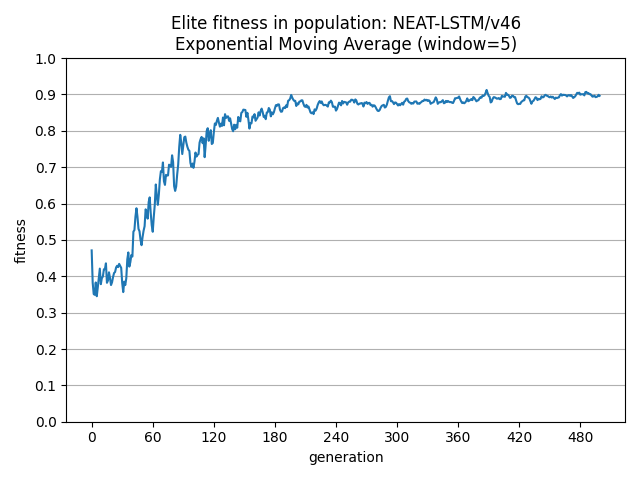 Elite fitness in population: NEAT-LSTM/v46
Exponential Moving Average (window=5)
fitness
1.0
0.9
0.8
0.7
0.6
0.5
0.4
0.3
0.2
0.1
0.0
0 60 120 180 240 300 360 420 480
generation